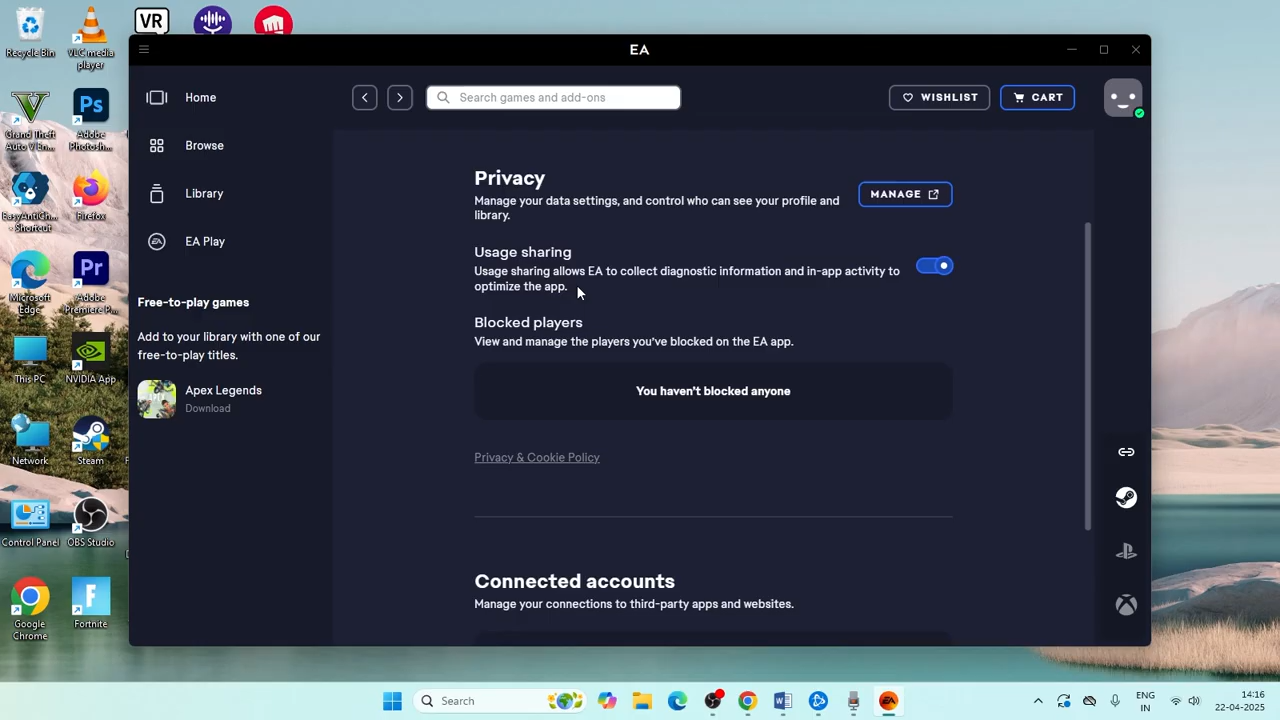 Recycle Bin
VLC media
player
VR
Grand Theft
Auto V En...
Ps
Adobe
Photosh...
EasyAntiCh...
- Shortcut
Firefox
Microsoft
Edge
Pr
Adobe
Premiere P...
This PC
NVIDIA App
Network
Steam
Control Panel
OBS Studio
Google
Chrome
Fortnite
EA
Home
Browse
Library
EA Play
Free-to-play games
Add to your library with one of our
free-to-play titles.
Apex Legends
Download
Search games and add-ons
WISHLIST
CART
Privacy
Manage your data settings, and control who can see your profile and
library.
MANAGE
Usage sharing
Usage sharing allows EA to collect diagnostic information and in-app activity to
optimize the app.
Blocked players
View and manage the players you've blocked on the EA app.
You haven't blocked anyone
Privacy & Cookie Policy
Connected accounts
Manage your connections to third-party apps and websites.
Search
ENG
IN
14:16
22-04-2025